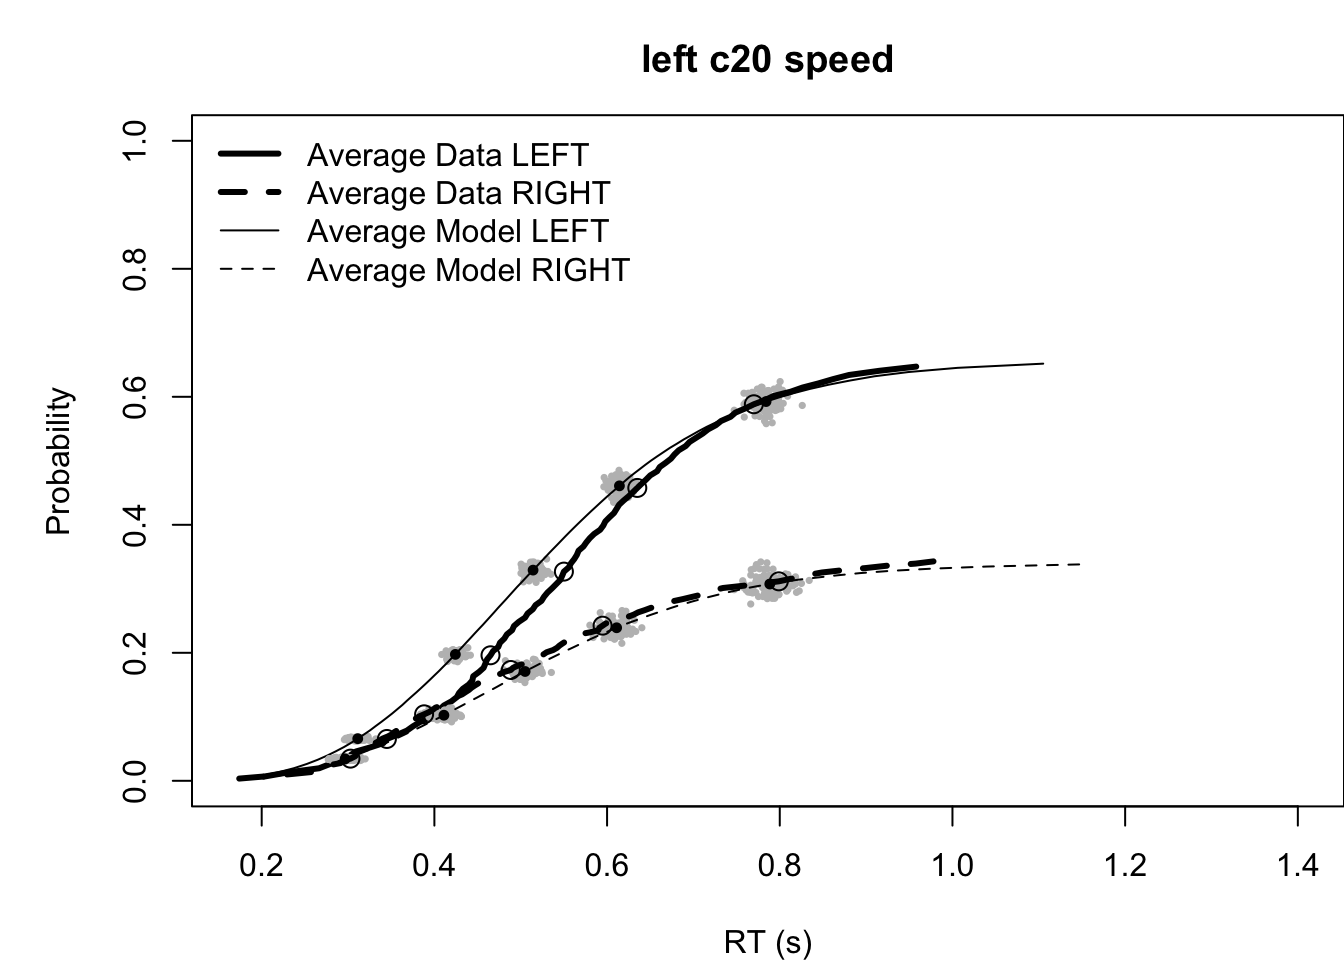 left c20 speed
Average Data LEFT
Average Data RIGHT
Average Model LEFT
Average Model RIGHT
1.0
0.8
0.6
0.4
0.2
0.0
Probability
0.2 0.4 0.6 0.8 1.0 1.2 1.4
RT (s)